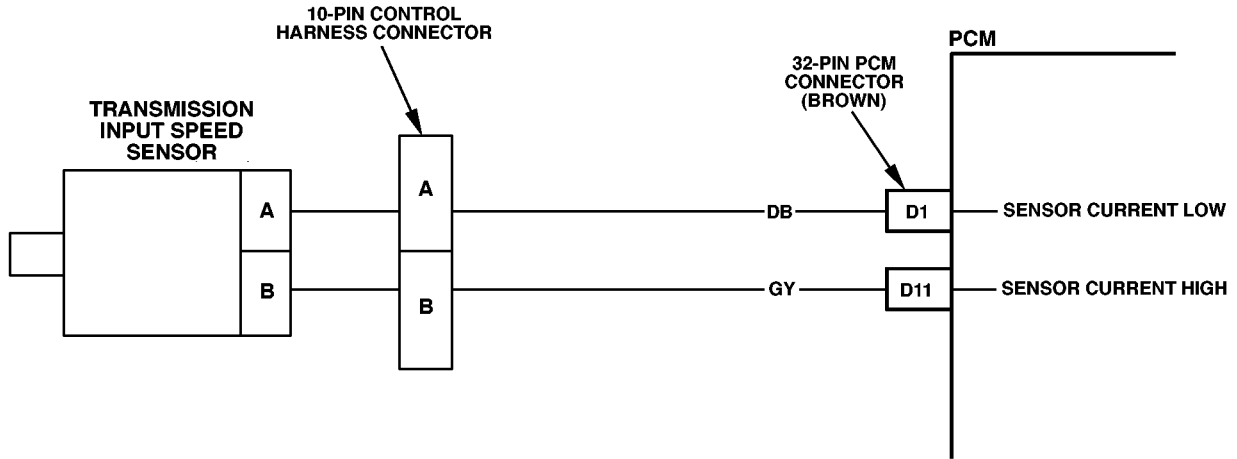 10-PIN CONTROL
HARNESS CONNECTOR
PCM
32-PIN PCM
CONNECTOR
(BROWN)
TRANSMISSION
INPUT SPEED
SENSOR
A
A
DB
D1
SENSOR CURRENT LOW
B
B
GY
D11
SENSOR CURRENT HIGH